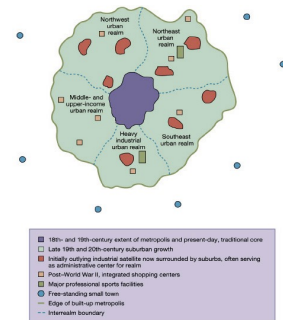 Northwest
urban
realm
Northeast
urban
realm
Middle- and
upper-income
urban realm
Heavy
industrial
urban realm
Southeast
urban realm
18th- and 19th-century extent of metropolis and present-day, traditional core
Late 19th and 20th-century suburban growth
Initially outlying industrial satellite now surrounded by suburbs, often serving
as administrative center for realm
Post–World War II, integrated shopping centers
Major professional sports facilities
Free-standing small town
Edge of built-up metropolis
Interrealm boundary